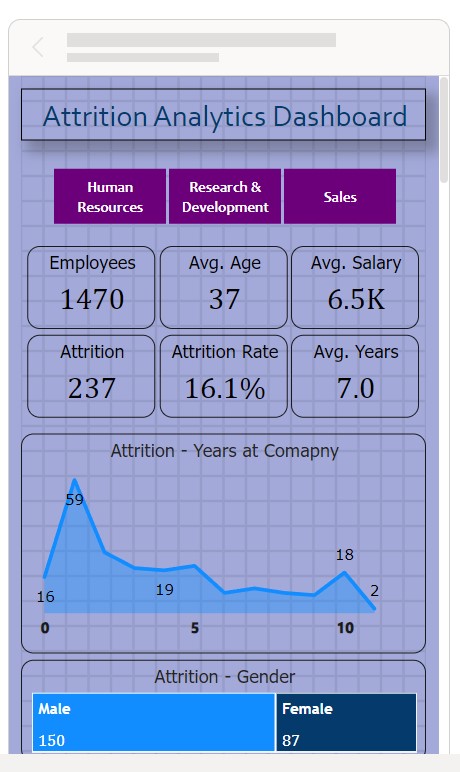 Attrition Analytics Dashboard
Human
Resources
Research &
Development
Sales
Employees
1470
Avg. Age
37
Avg. Salary
6.5K
Attrition
237
Attrition Rate
16.1%
Avg. Years
7.0
Attrition - Years at Comapny
59
16
19
18
2
0 5 10
Attrition - Gender
Male
150
Female
87